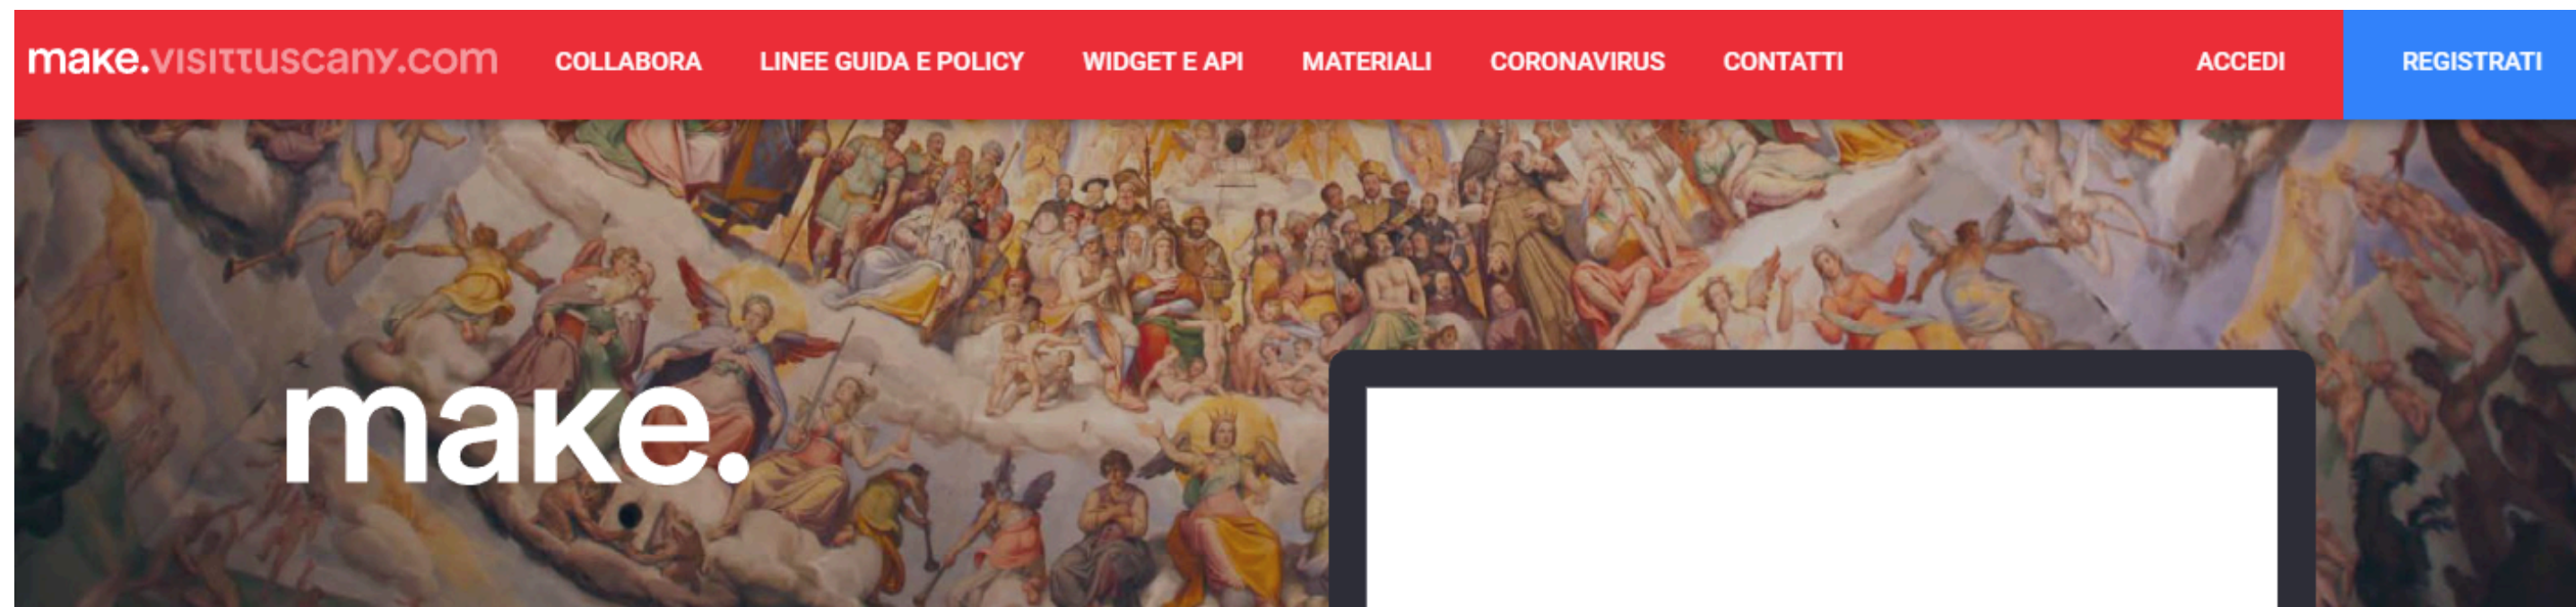 make.visittuscany.com COLLABORA LINEE GUIDA E POLICY WIDGET E API MATERIALI CORONAVIRUS CONTATTI ACCEDI REGISTRATI
make.